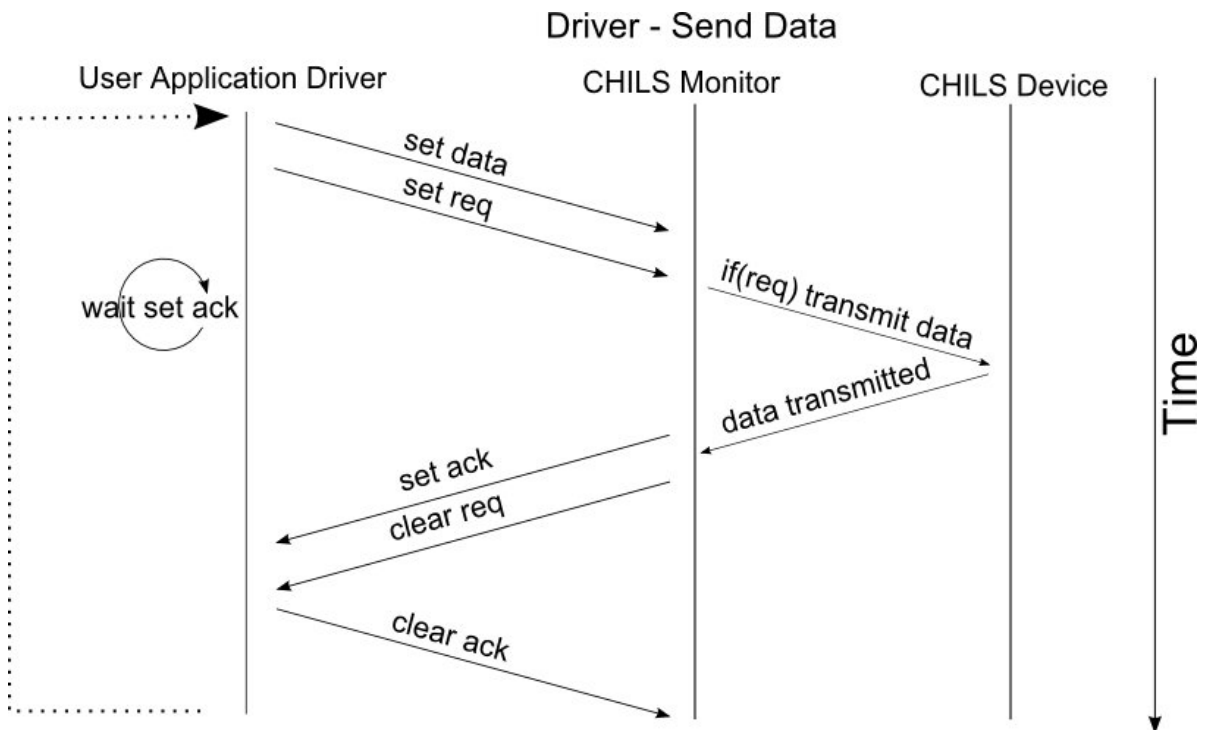 Driver - Send Data
User Application Driver
CHILS Monitor
CHILS Device
set data
set req
if(req) transmit data
wait set ack
data transmitted
set ack
clear req
clear ack
Time